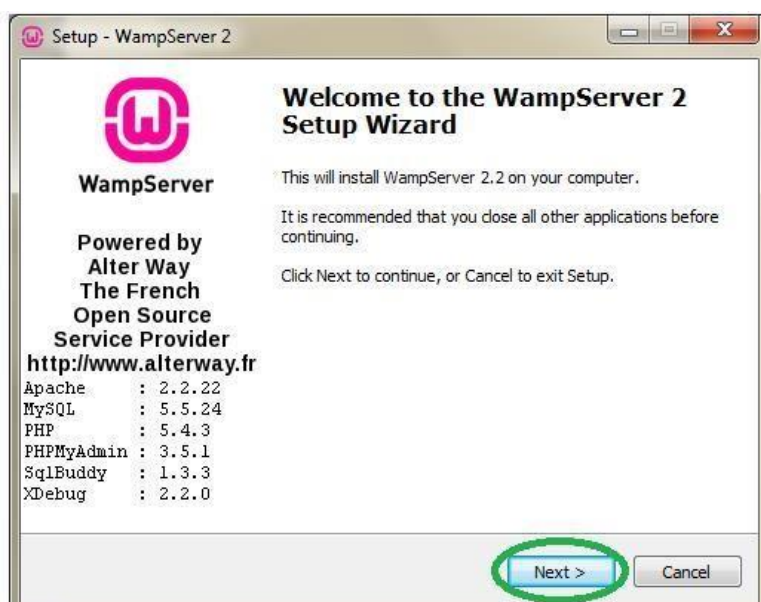 Setup - WampServer 2
WampServer
Powered by
Alter Way
The French
Open Source
Service Provider
http://www.alterway.fr
Apache : 2.2.22
MySQL : 5.5.24
PHP : 5.4.3
PHPMyAdmin : 3.5.1
SqlBuddy : 1.3.3
XDebug : 2.2.0
Welcome to the WampServer 2
Setup Wizard
This will install WampServer 2.2 on your computer.
It is recommended that you close all other applications before
continuing.
Click Next to continue, or Cancel to exit Setup.
Next >
Cancel